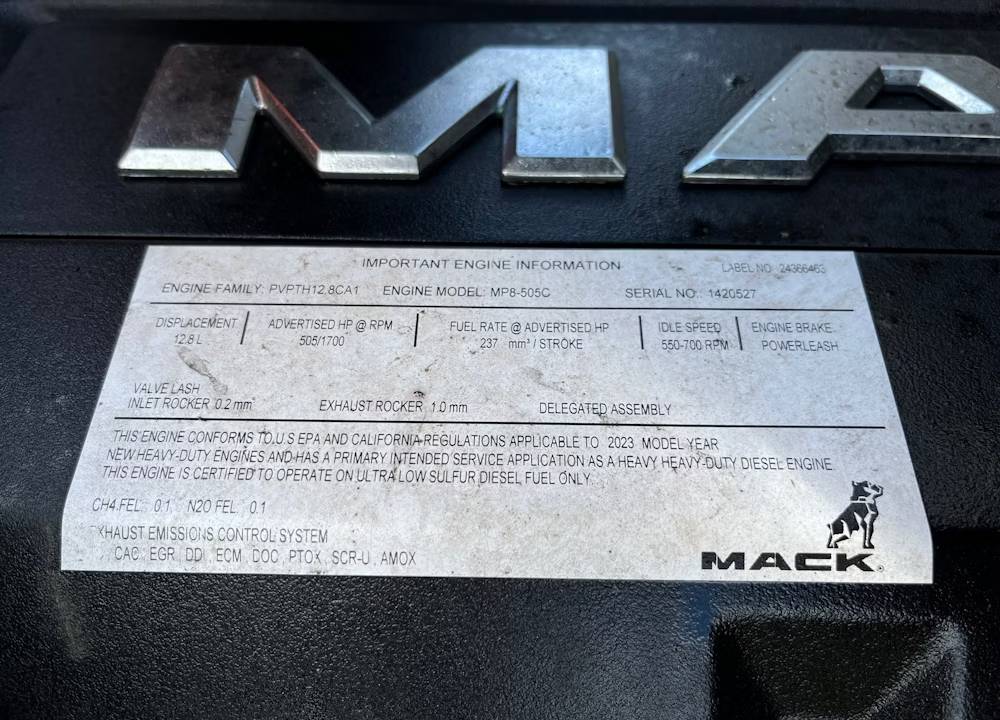 MA
IMPORTANT ENGINE INFORMATION LABEL NO. 24366463
ENGINE FAMILY: PVPTH12.8CA1 ENGINE MODEL: MP8-505C SERIAL NO.: 1420527
DISPLACEMENT ADVERTISED HP @ RPM FUEL RATE @ ADVERTISED HP IDLE SPEED ENGINE BRAKE
12.8 L 505/1700 237 mm³ / STROKE 550-700 RPM POWERLEASH
VALVE LASH
INLET ROCKER 0.2 mm EXHAUST ROCKER 1.0 mm DELEGATED ASSEMBLY
THIS ENGINE CONFORMS TO U.S EPA AND CALIFORNIA REGULATIONS APPLICABLE TO 2023 MODEL YEAR
NEW HEAVY-DUTY ENGINES AND HAS A PRIMARY INTENDED SERVICE APPLICATION AS A HEAVY HEAVY-DUTY DIESEL ENGINE
THIS ENGINE IS CERTIFIED TO OPERATE ON ULTRA LOW SULFUR DIESEL FUEL ONLY.
CH4 FEL: 0.1, N2O FEL: 0.1
EXHAUST EMISSIONS CONTROL SYSTEM
CAC, EGR, DDI, ECM, DOC, PTOX, SCR-U, AMOX
MACK®